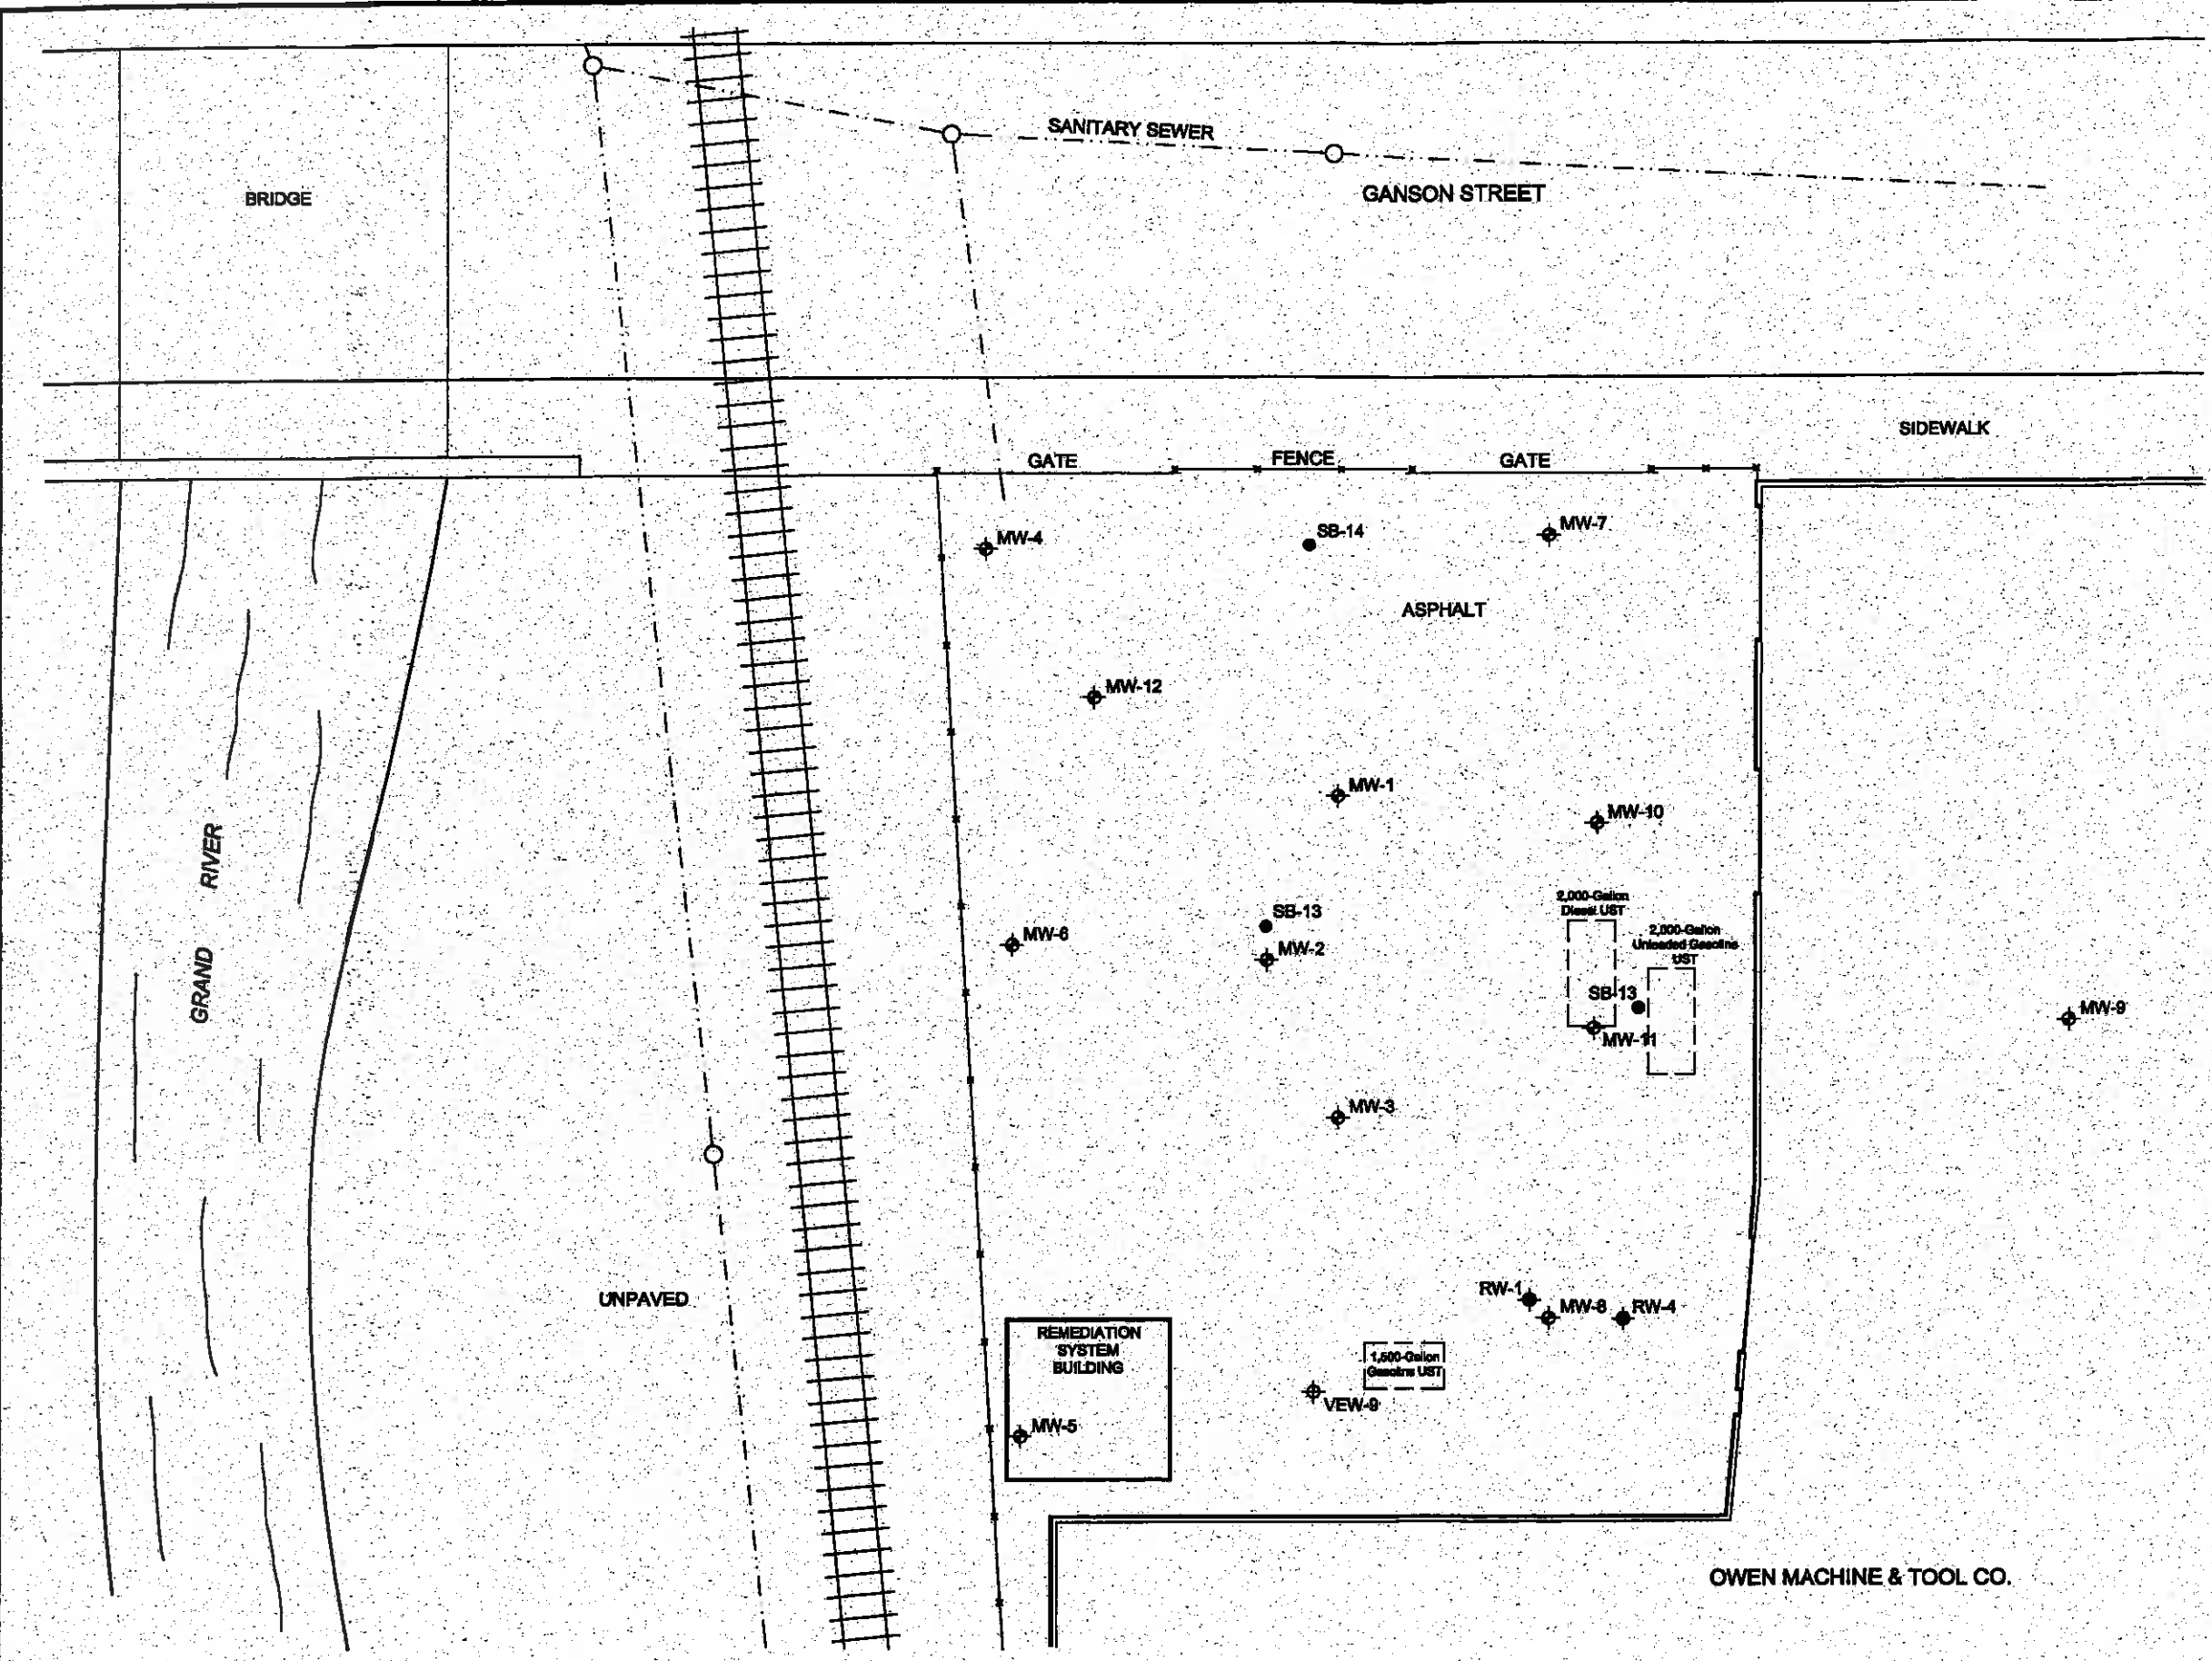 SANITARY SEWER
BRIDGE
GANSON STREET
SIDEWALK
GATE
FENCE
GATE
MW-4
SB-14
MW-7
ASPHALT
MW-12
MW-1
MW-10
GRAND RIVER
2,000-Gallon
Diesel UST
SB-13
2,000-Gallon
Unleaded Gasoline
UST
MW-6
MW-2
SB-13
MW-9
MW-11
MW-3
UNPAVED
RW-1
MW-8
RW-4
REMEDIATION
SYSTEM
BUILDING
1,500-Gallon
Gasoline UST
VEW-9
MW-5
OWEN MACHINE & TOOL CO.